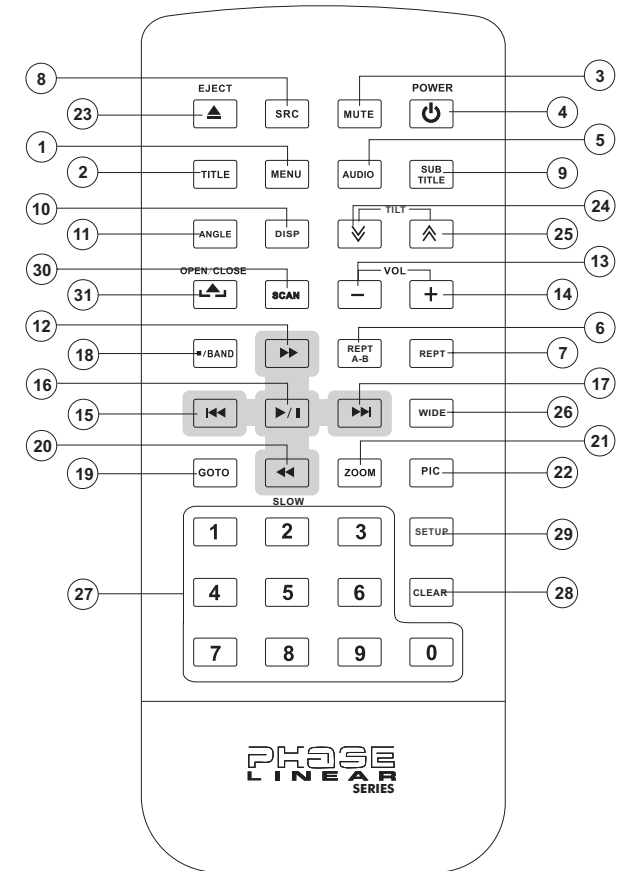 EJECT POWER
8 3
23 SRC MUTE 4
1 5
2 TITLE MENU AUDIO SUB TITLE 9
10 TILT 24
11 ANGLE DISP 25
30 OPEN/CLOSE 13
31 SCAN − VOL + 14
12 6
18 ■/BAND REPT A-B REPT 7
16 17
15 WIDE 26
20 21
19 GOTO ZOOM PIC 22
SLOW
1 2 3 SETUP 29
27 4 5 6 CLEAR 28
7 8 9 0
PHASE
LINEAR
SERIES